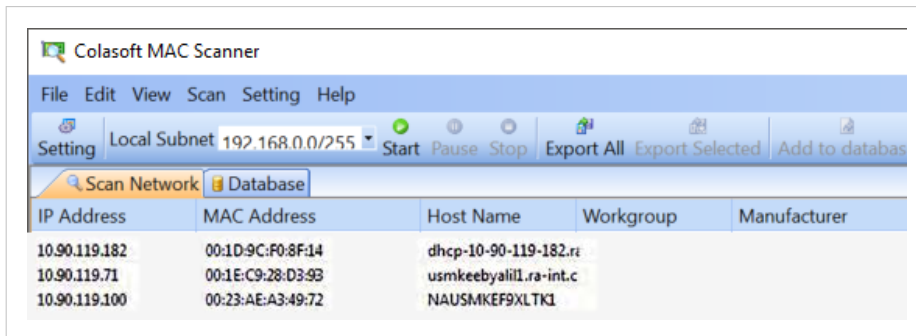 Colasoft MAC Scanner
File Edit View Scan Setting Help
Setting Local Subnet 192.168.0.0/255 Start Pause Stop Export All Export Selected Add to databas
Scan Network Database
IP Address MAC Address Host Name Workgroup Manufacturer
10.90.119.182 00:1D:9C:F0:8F:14 dhcp-10-90-119-182.ra
10.90.119.71 00:1E:C9:28:D3:93 usmkeebyalil1.ra-int.c
10.90.119.100 00:23:AE:A3:49:72 NAUSMKEF9XLTK1